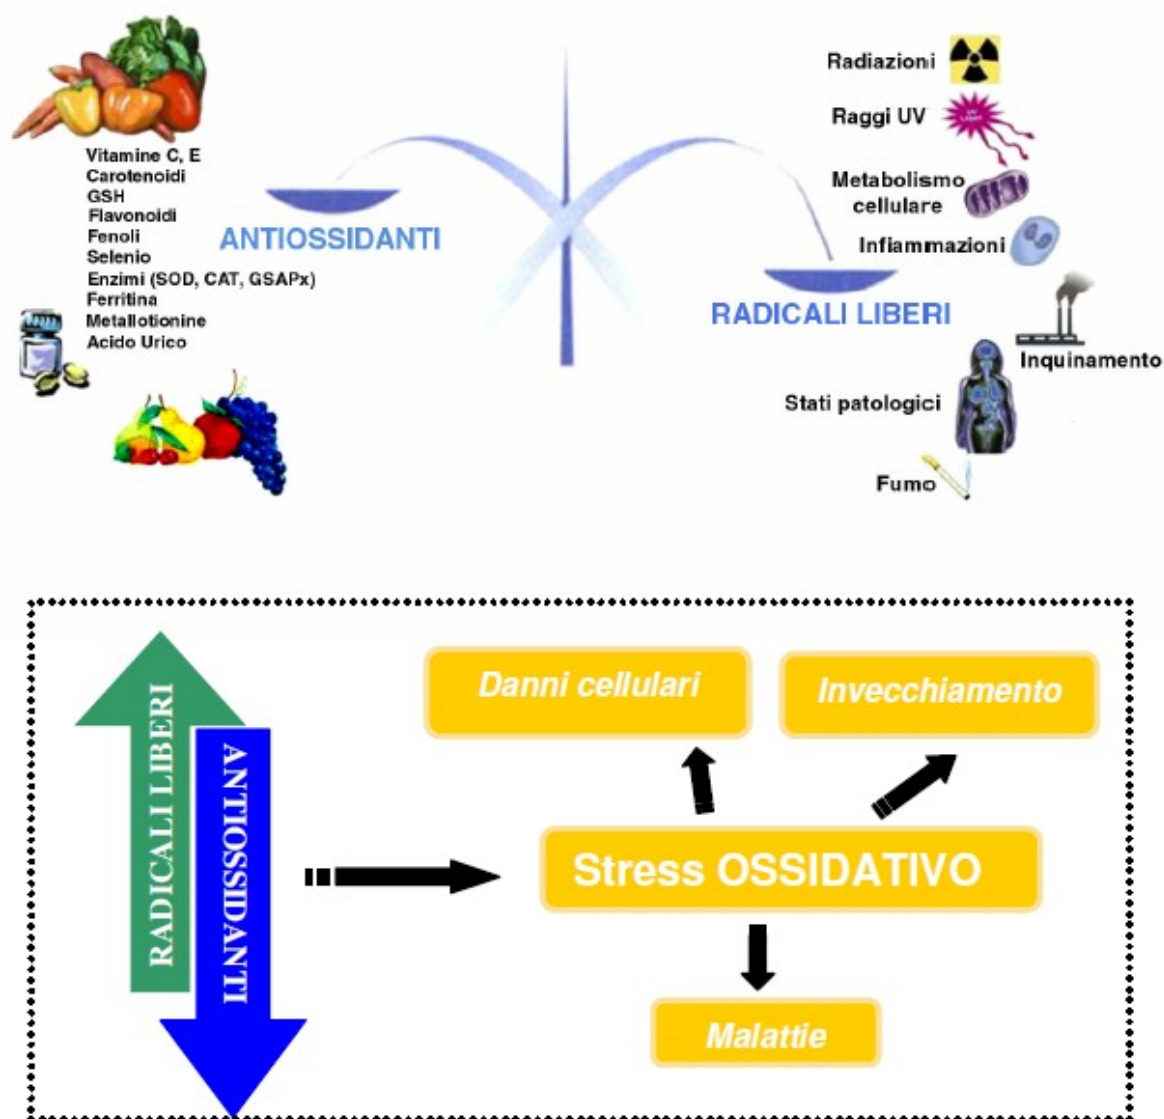 Vitamine C, E
Carotenoidi
GSH
Flavonoidi
Fenoli
Selenio
Enzimi (SOD, CAT, GSAPx)
Ferritina
Metallotionine
Acido Urico
ANTIOSSIDANTI
Radiazioni
Raggi UV
Metabolismo
cellulare
Infiammazioni
RADICALI LIBERI
Inquinamento
Stati patologici
Fumo
RADICALI LIBERI
ANTIOSSIDANTI
Danni cellulari
Invecchiamento
Stress OSSIDATIVO
Malattie